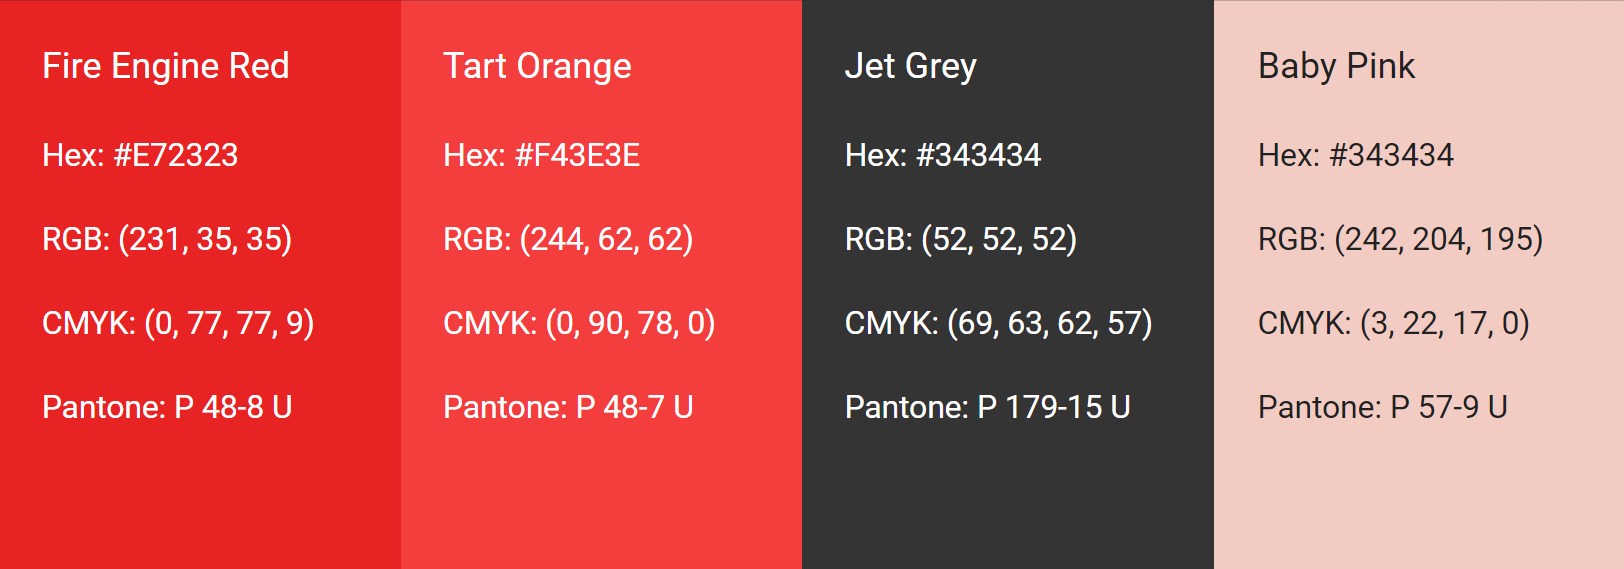 Fire Engine Red
Hex: #E72323
RGB: (231, 35, 35)
CMYK: (0, 77, 77, 9)
Pantone: P 48-8 U
Tart Orange
Hex: #F43E3E
RGB: (244, 62, 62)
CMYK: (0, 90, 78, 0)
Pantone: P 48-7 U
Jet Grey
Hex: #343434
RGB: (52, 52, 52)
CMYK: (69, 63, 62, 57)
Pantone: P 179-15 U
Baby Pink
Hex: #343434
RGB: (242, 204, 195)
CMYK: (3, 22, 17, 0)
Pantone: P 57-9 U